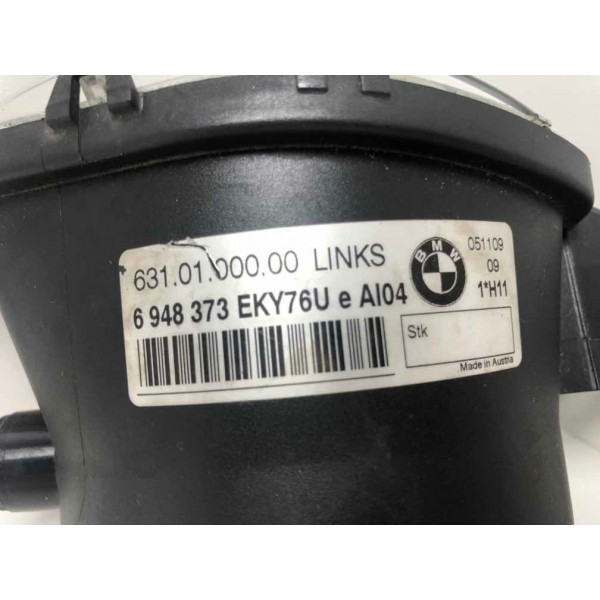 631.01.000.00 LINKS
6 948 373 EKY76U e AI04
BMW
051109
09
1*H11
Stk
Made in Austria